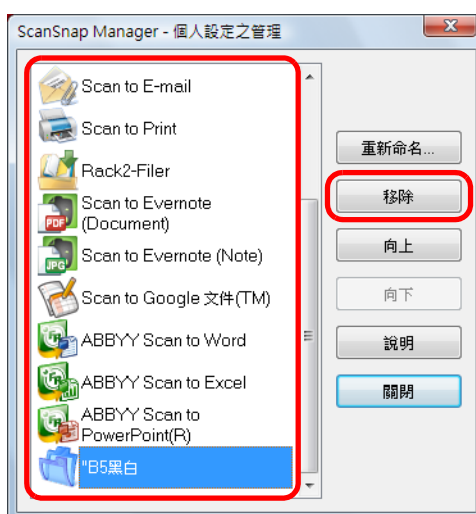 ScanSnap Manager - 個人設定之管理
Scan to E-mail
Scan to Print
Rack2-Filer
PDF
Scan to Evernote
(Document)
JPG
Scan to Evernote (Note)
Scan to Google 文件(TM)
ABBYY Scan to Word
ABBYY Scan to Excel
ABBYY Scan to
PowerPoint(R)
"B5黑白
重新命名...
移除
向上
向下
說明
關閉